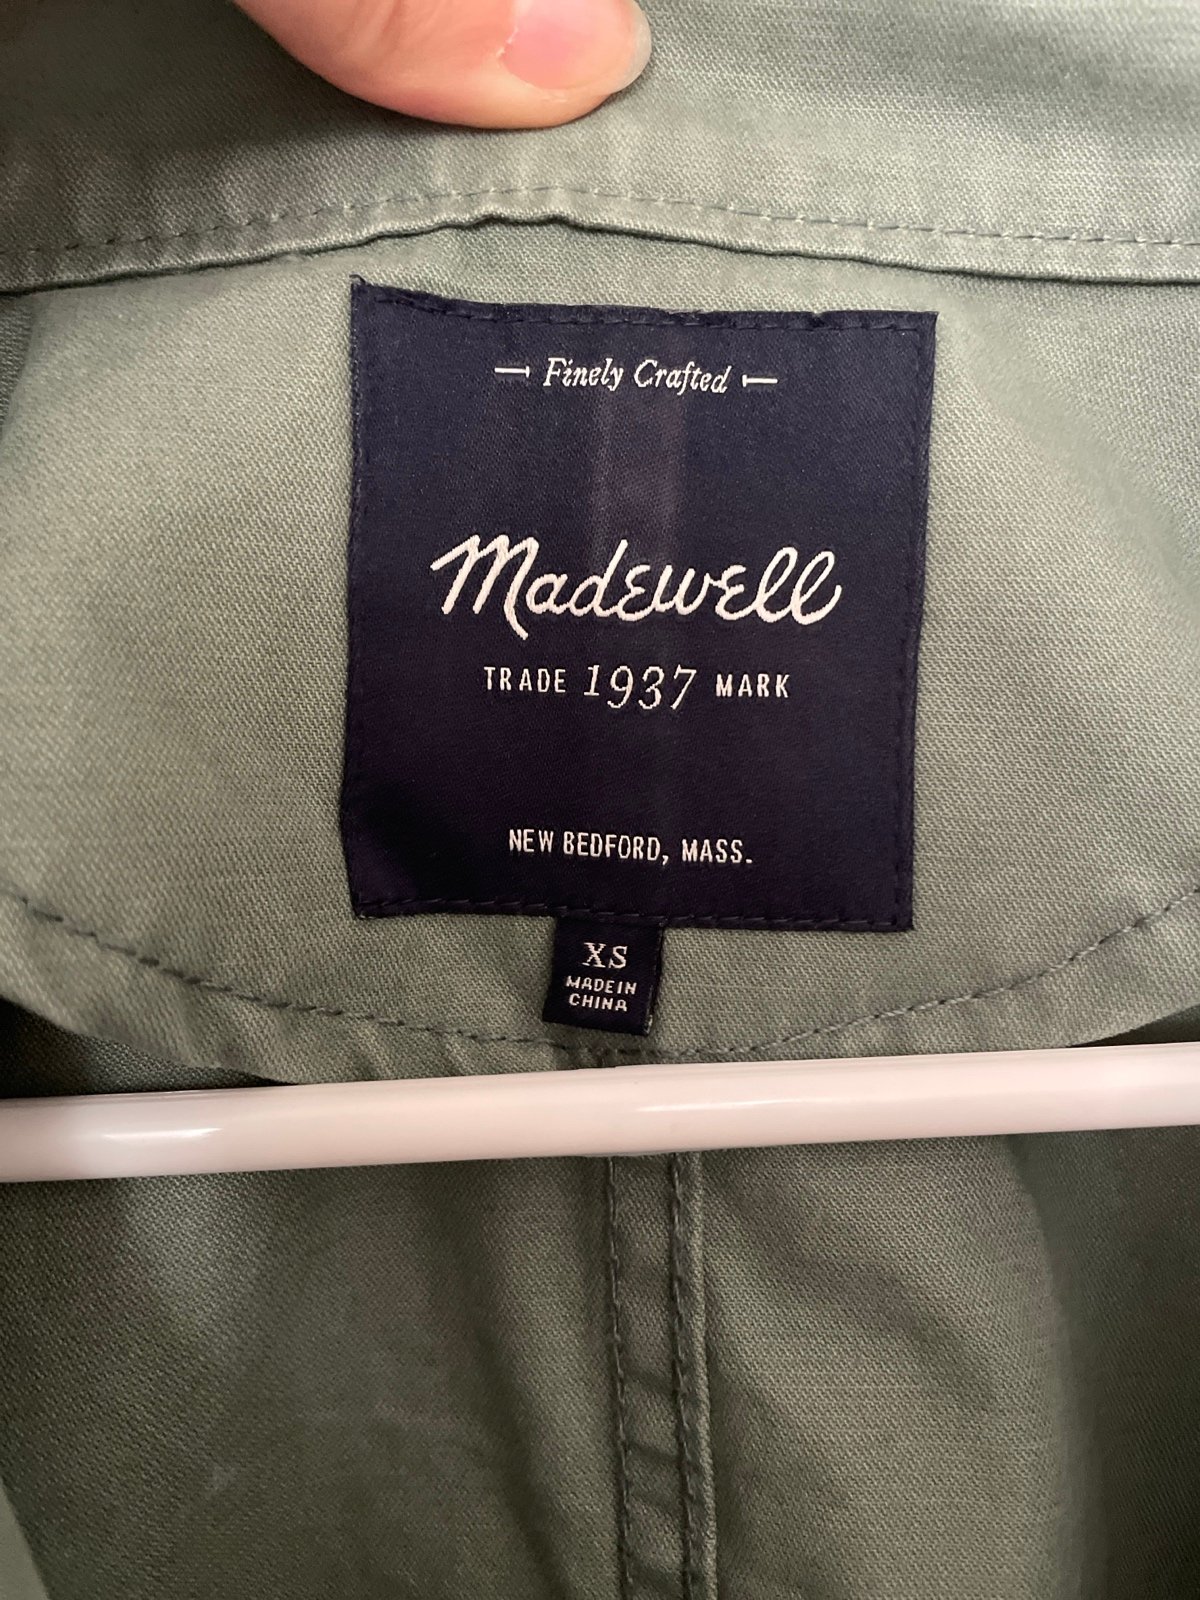 Finely Crafted
Madewell
TRADE 1937 MARK
NEW BEDFORD, MASS.
XS
MADE IN
CHINA